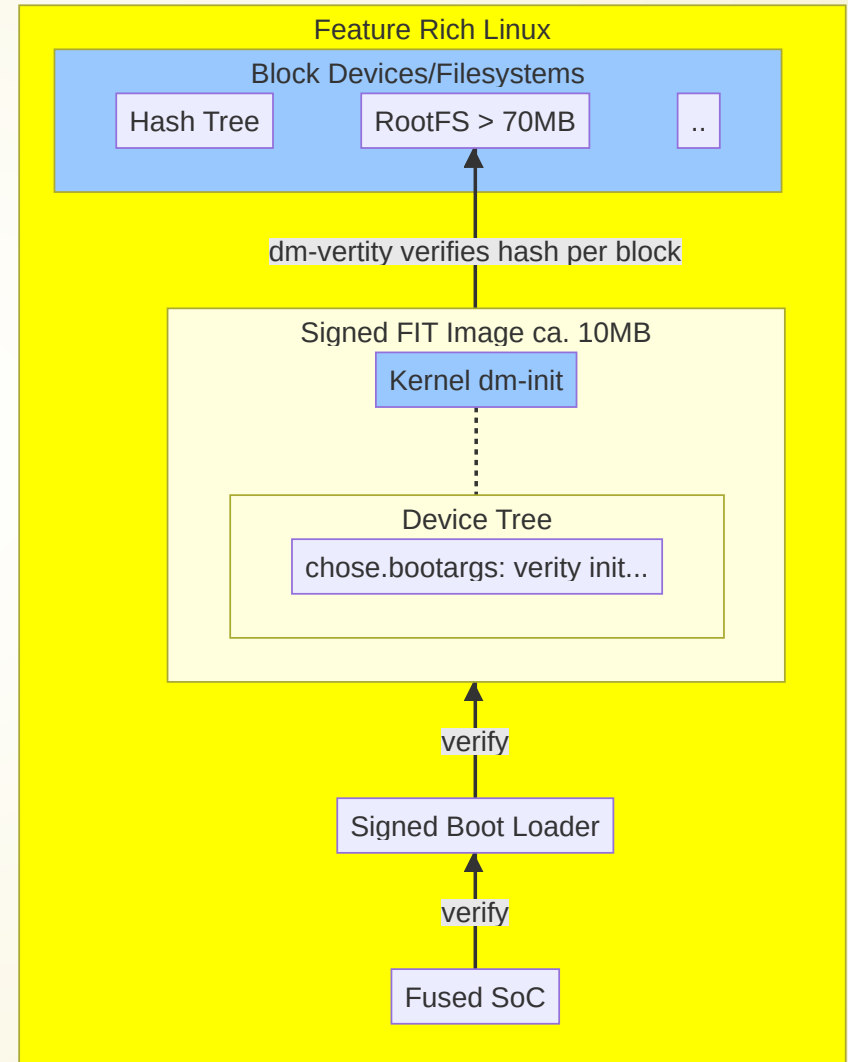 Feature Rich Linux
Block Devices/Filesystems
Hash Tree
RootFS > 70MB
..
dm-vertity verifies hash per block
Signed FIT Image ca. 10MB
Kernel dm-init
Device Tree
chose.bootargs: verity init...
verify
Signed Boot Loader
verify
Fused SoC